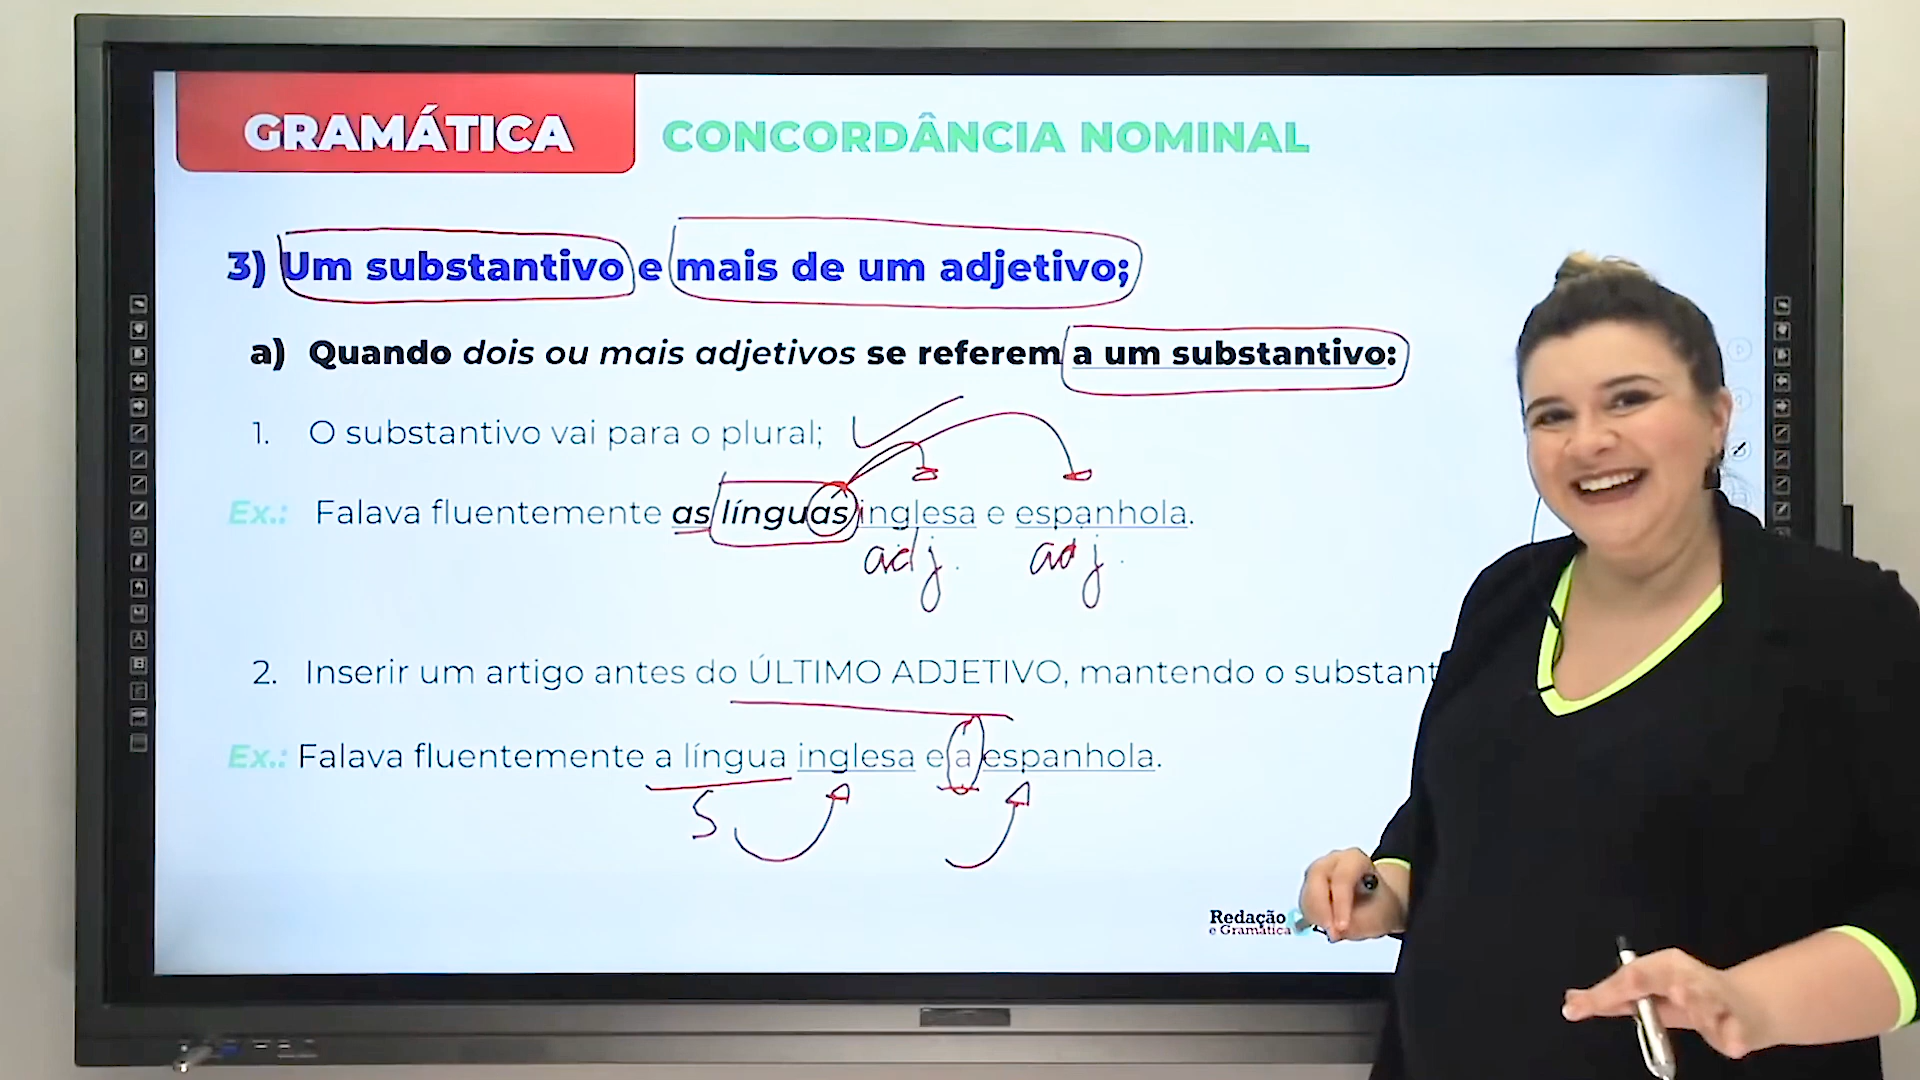 GRAMÁTICA CONCORDÂNCIA NOMINAL
3) Um substantivo e mais de um adjetivo;
a) Quando dois ou mais adjetivos se referem a um substantivo:
1. O substantivo vai para o plural;
Ex.: Falava fluentemente as línguas inglesa e espanhola.
adj. adj.
2. Inserir um artigo antes do ÚLTIMO ADJETIVO, mantendo o substant
Ex.: Falava fluentemente a língua inglesa e a espanhola.
S
Redação
e Gramática